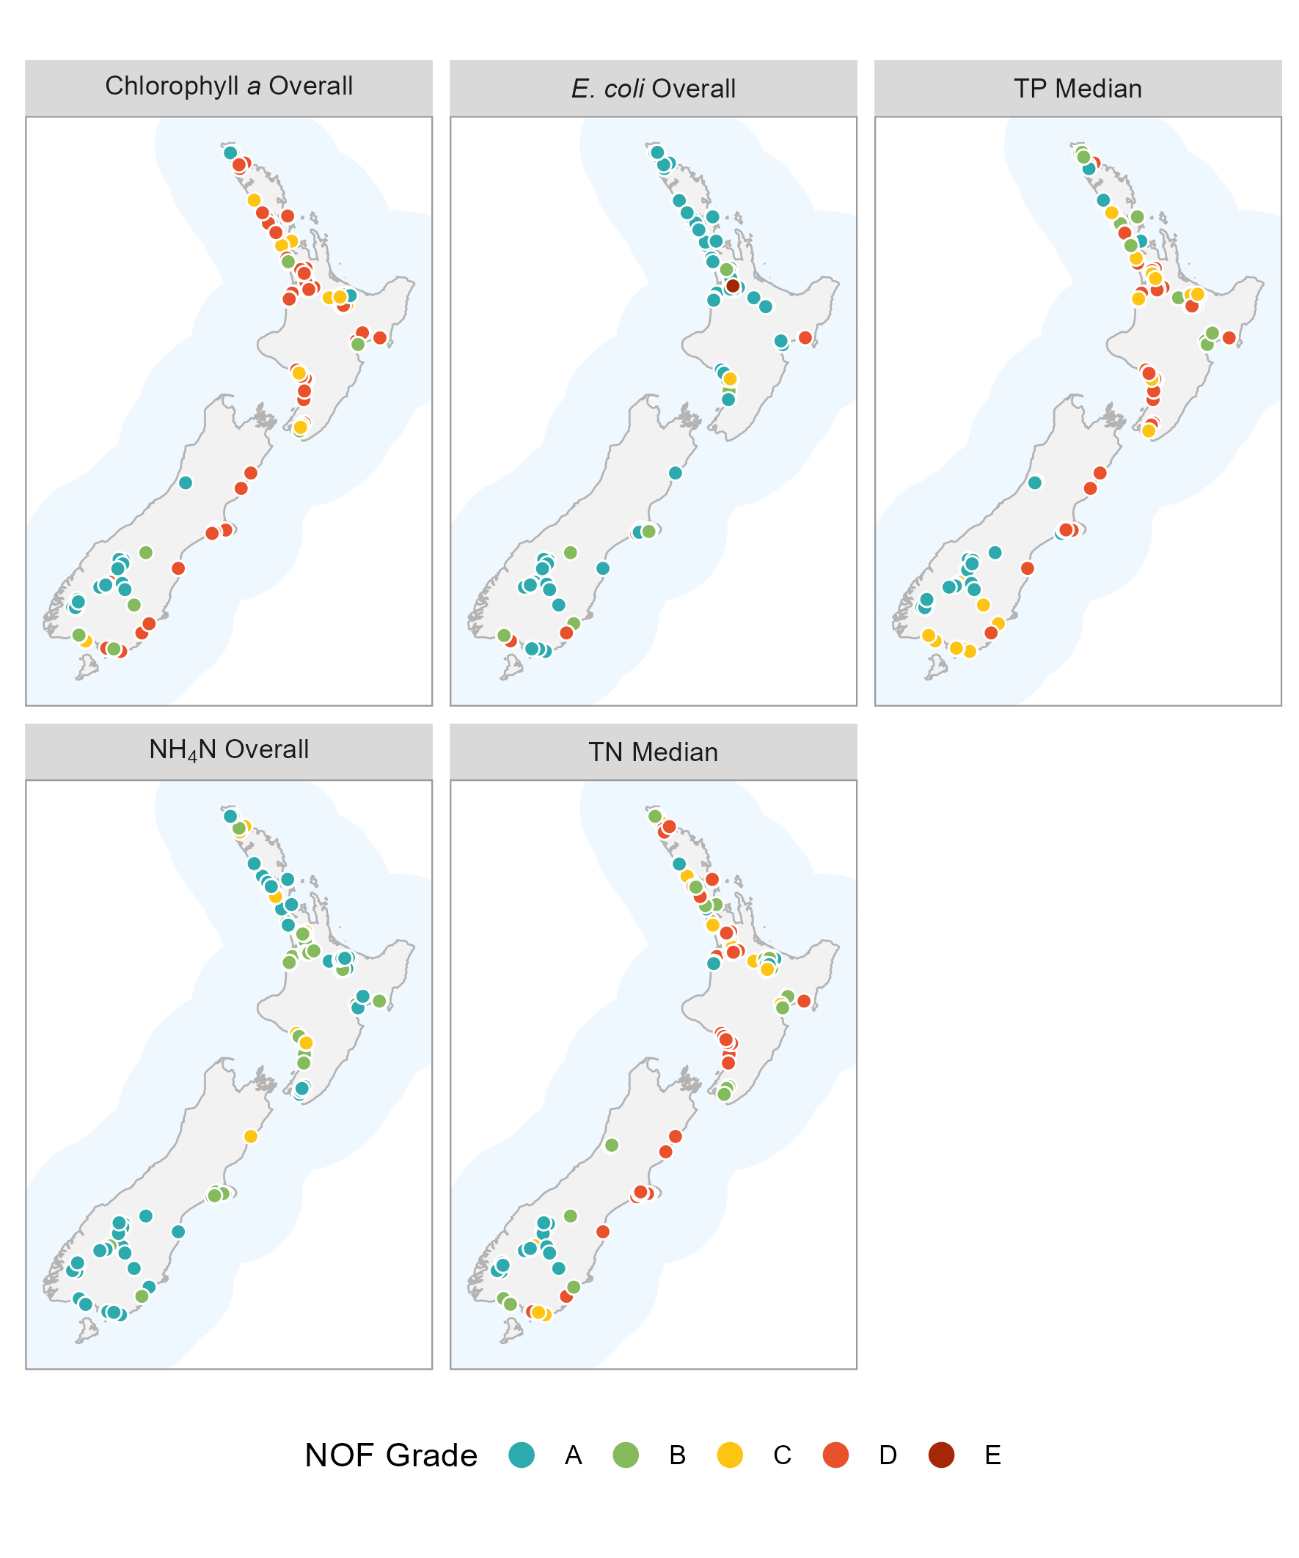 Chlorophyll a Overall
E. coli Overall
TP Median
NH₄N Overall
TN Median
NOF Grade A B C D E